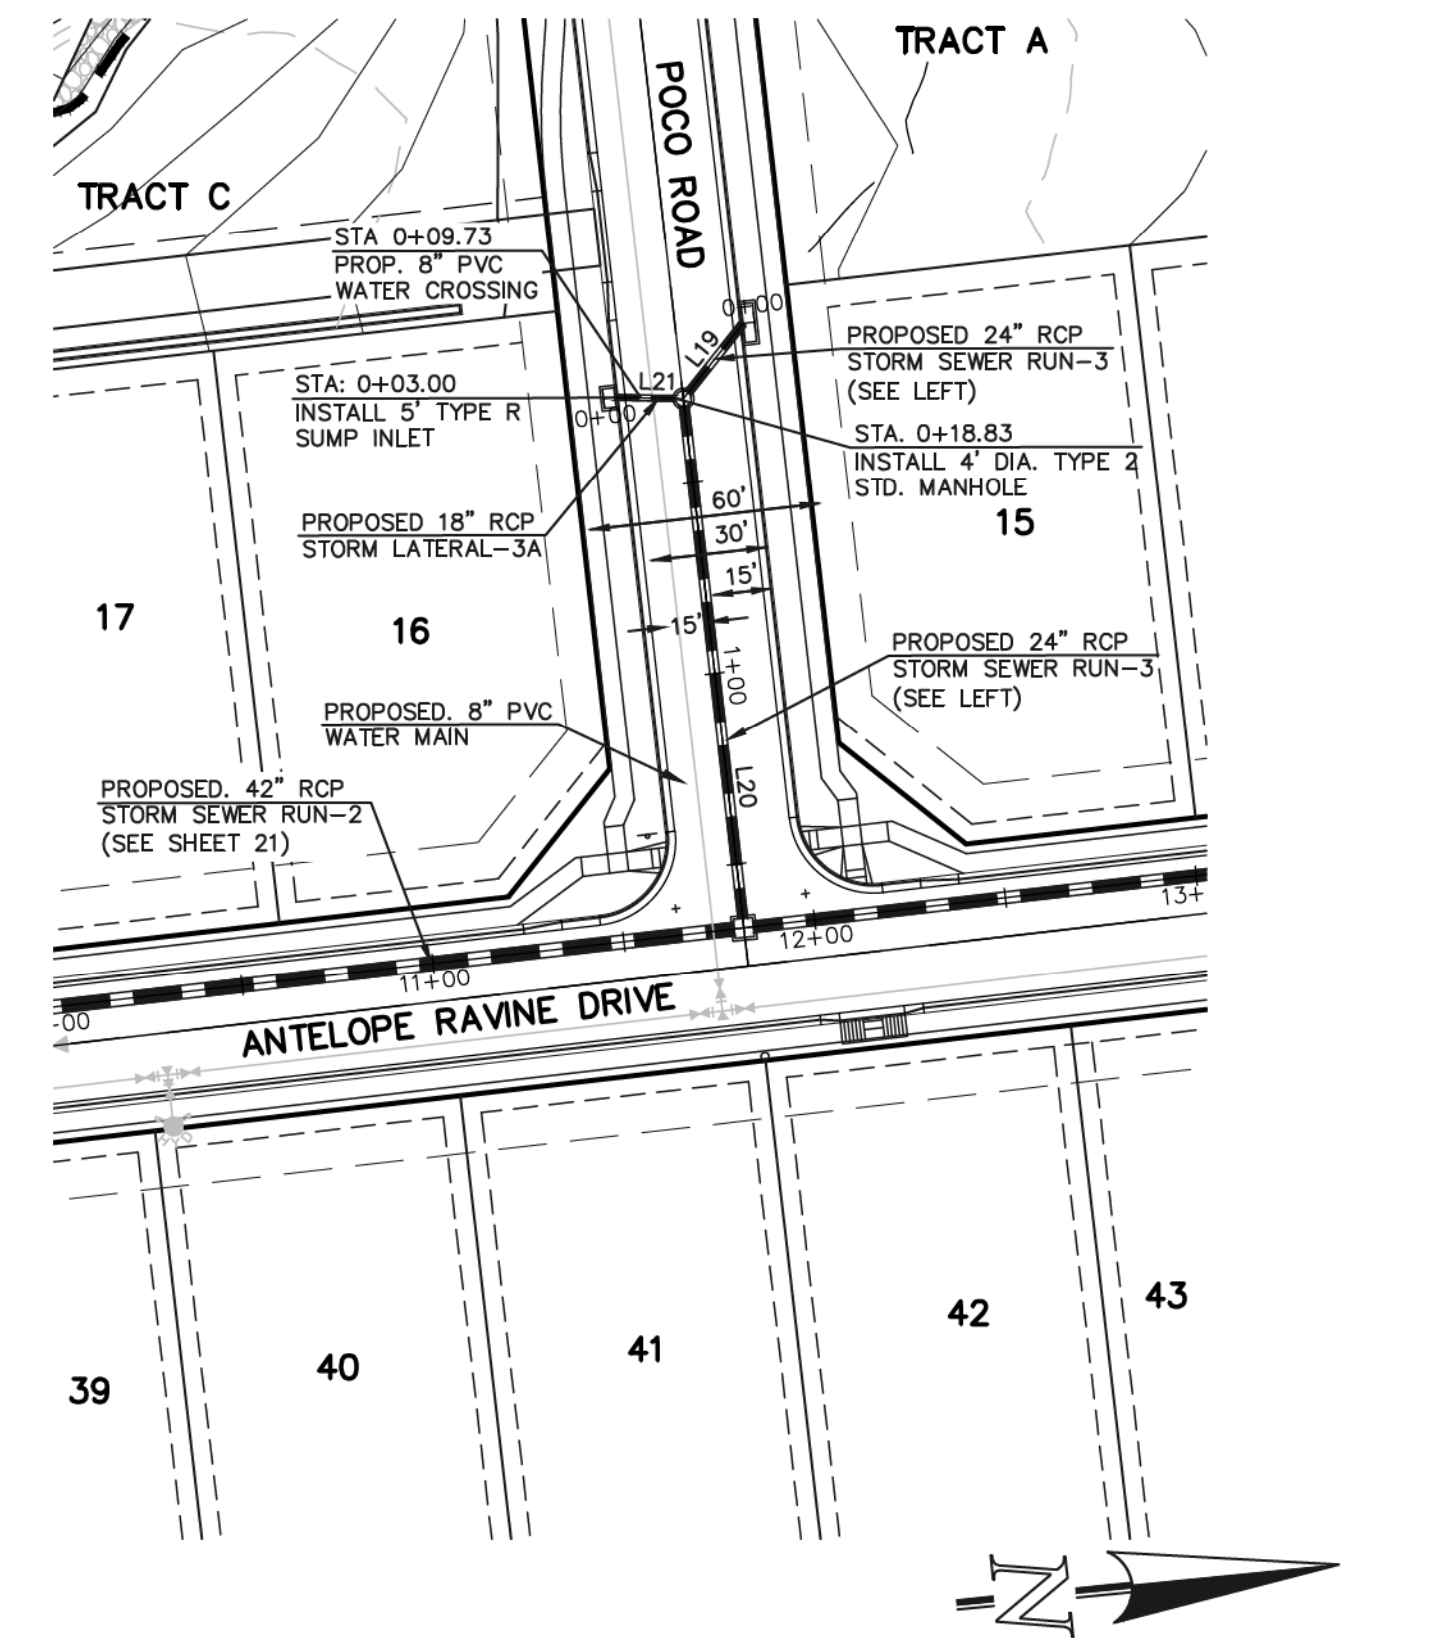 TRACT A
POCO ROAD
TRACT C
STA 0+09.73
PROP. 8" PVC
WATER CROSSING
0+00
L19
PROPOSED 24" RCP
STORM SEWER RUN-3
(SEE LEFT)
L21
STA: 0+03.00
INSTALL 5' TYPE R
SUMP INLET
0+00
STA. 0+18.83
INSTALL 4' DIA. TYPE 2
STD. MANHOLE
60'
PROPOSED 18" RCP
STORM LATERAL-3A
30'
15
15'
15'
17
16
1+00
PROPOSED 24" RCP
STORM SEWER RUN-3
(SEE LEFT)
PROPOSED. 8" PVC
WATER MAIN
L20
PROPOSED. 42" RCP
STORM SEWER RUN-2
(SEE SHEET 21)
13+
12+00
11+00
-00
ANTELOPE RAVINE DRIVE
HYD
43
42
41
40
39
N